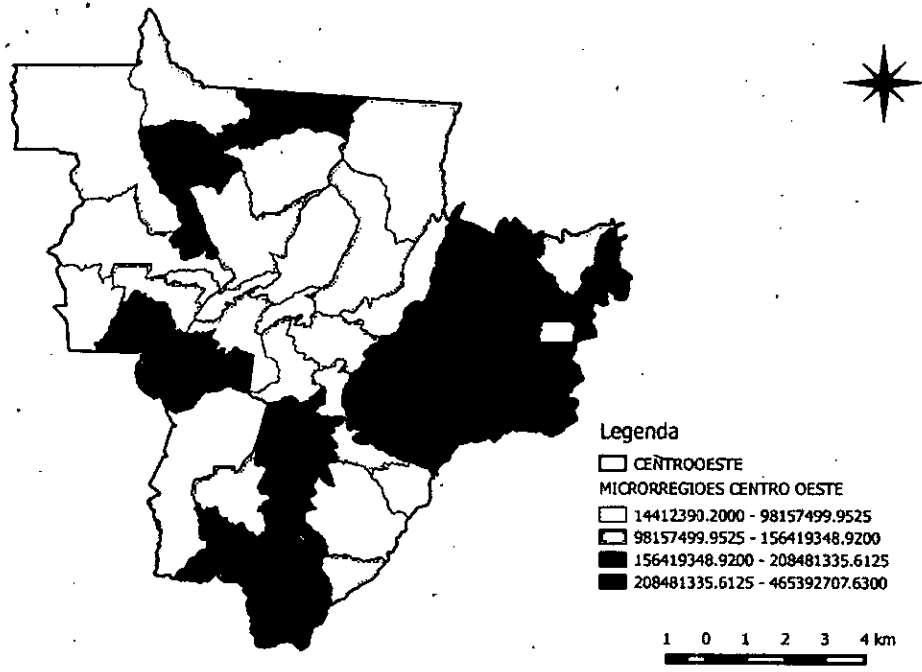 Legenda
CENTROOESTE
MICRORREGIOES CENTRO OESTE
14412390.2000 - 98157499.9525
98157499.9525 - 156419348.9200
156419348.9200 - 208481335.6125
208481335.6125 - 465392707.6300
1 0 1 2 3 4 km